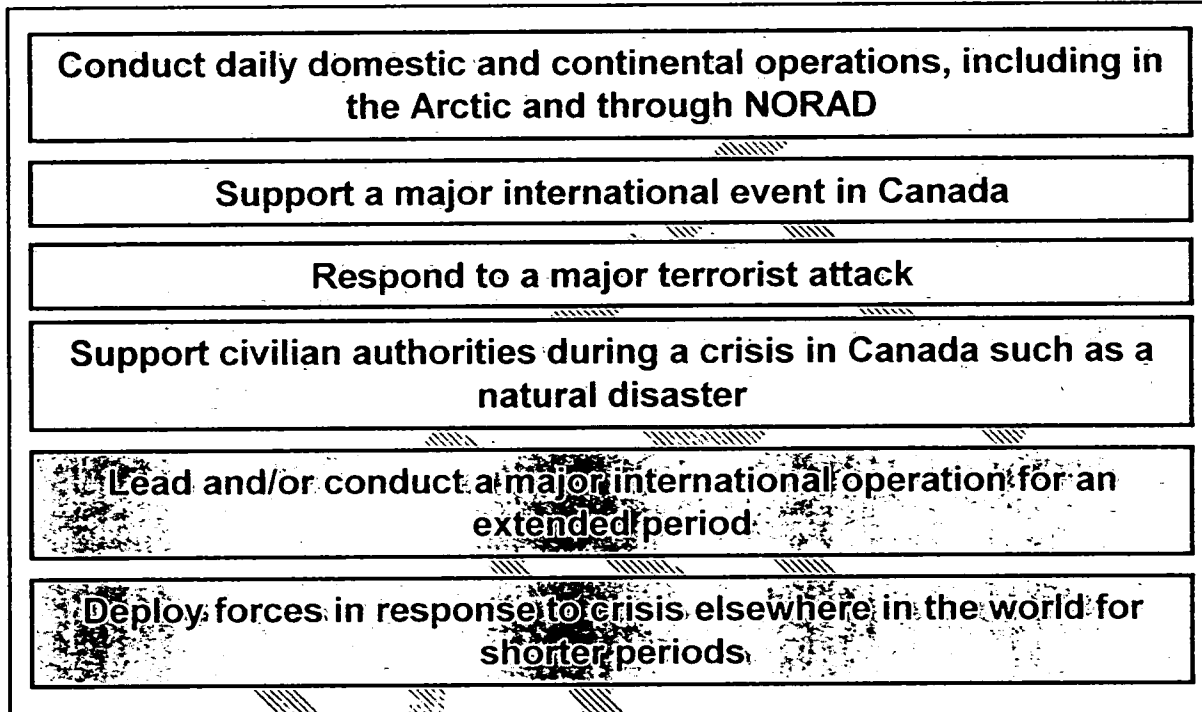 Conduct daily domestic and continental operations, including in
the Arctic and through NORAD
Support a major international event in Canada
Respond to a major terrorist attack
Support civilian authorities during a crisis in Canada such as a
natural disaster
Lead and/or conduct a major international operation for an
extended period
Deploy forces in response to crisis elsewhere in the world for
shorter periods